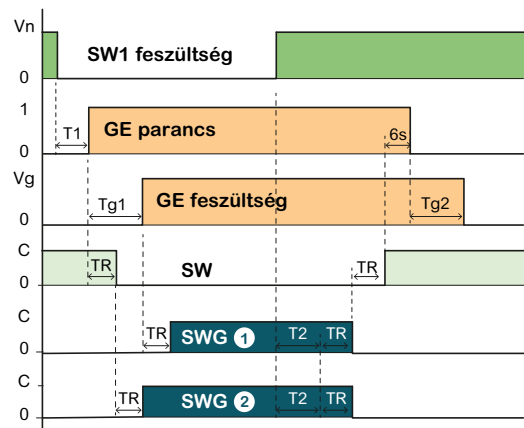 Vn
SW1 feszültség
0
1
T1
GE parancs
6s
0
Vg
Tg1
GE feszültség
Tg2
0
C
TR
SW
TR
0
C
TR
SWG 1
T2
TR
0
C
TR
SWG 2
T2
TR
0